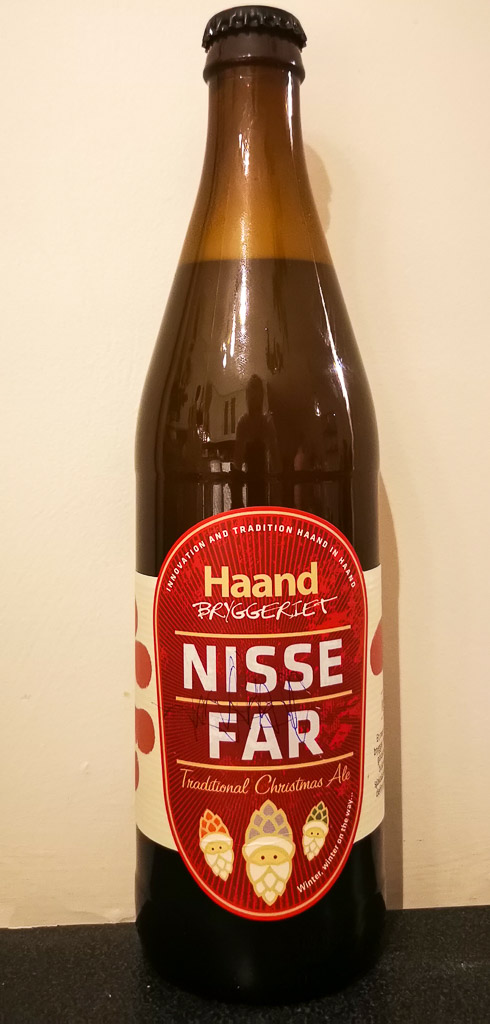 INNOVATION AND TRADITION HAAND IN HAAND
Haand
BRYGGERIET
NISSE
FAR
Traditional Christmas Ale
Winter, winter on the way...